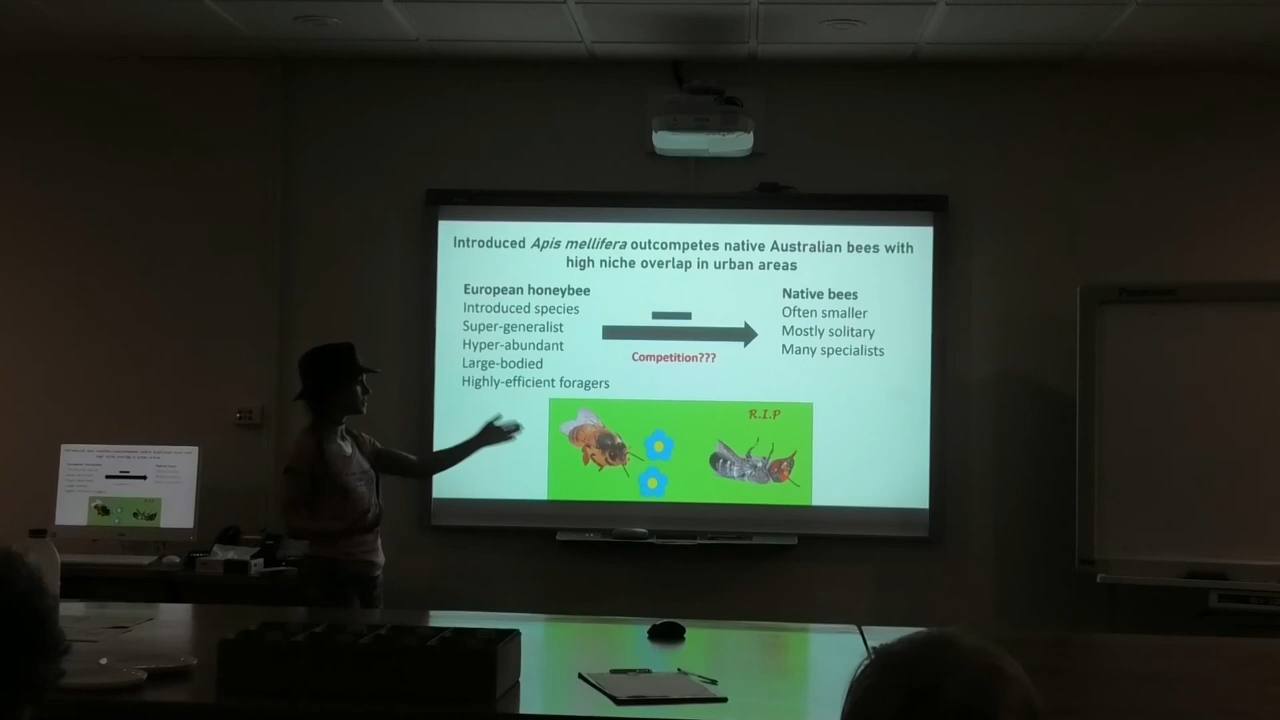 Introduced Apis mellifera outcompetes native Australian bees with
high niche overlap in urban areas
European honeybee
Introduced species
Super-generalist
Hyper-abundant
Large-bodied
Highly-efficient foragers
Competition???
Native bees
Often smaller
Mostly solitary
Many specialists
R.I.P